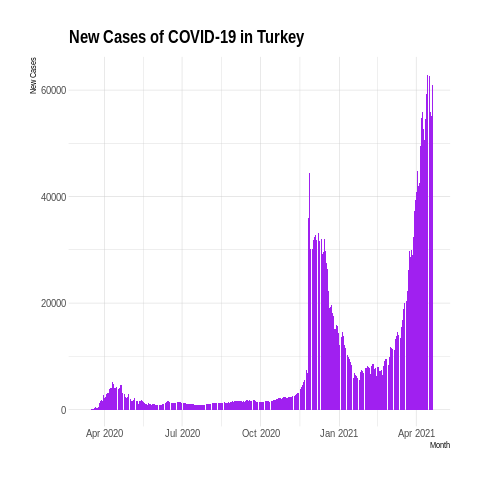 New Cases of COVID-19 in Turkey
New Cases
60000
40000
20000
0
Apr 2020 Jul 2020 Oct 2020 Jan 2021 Apr 2021
Month